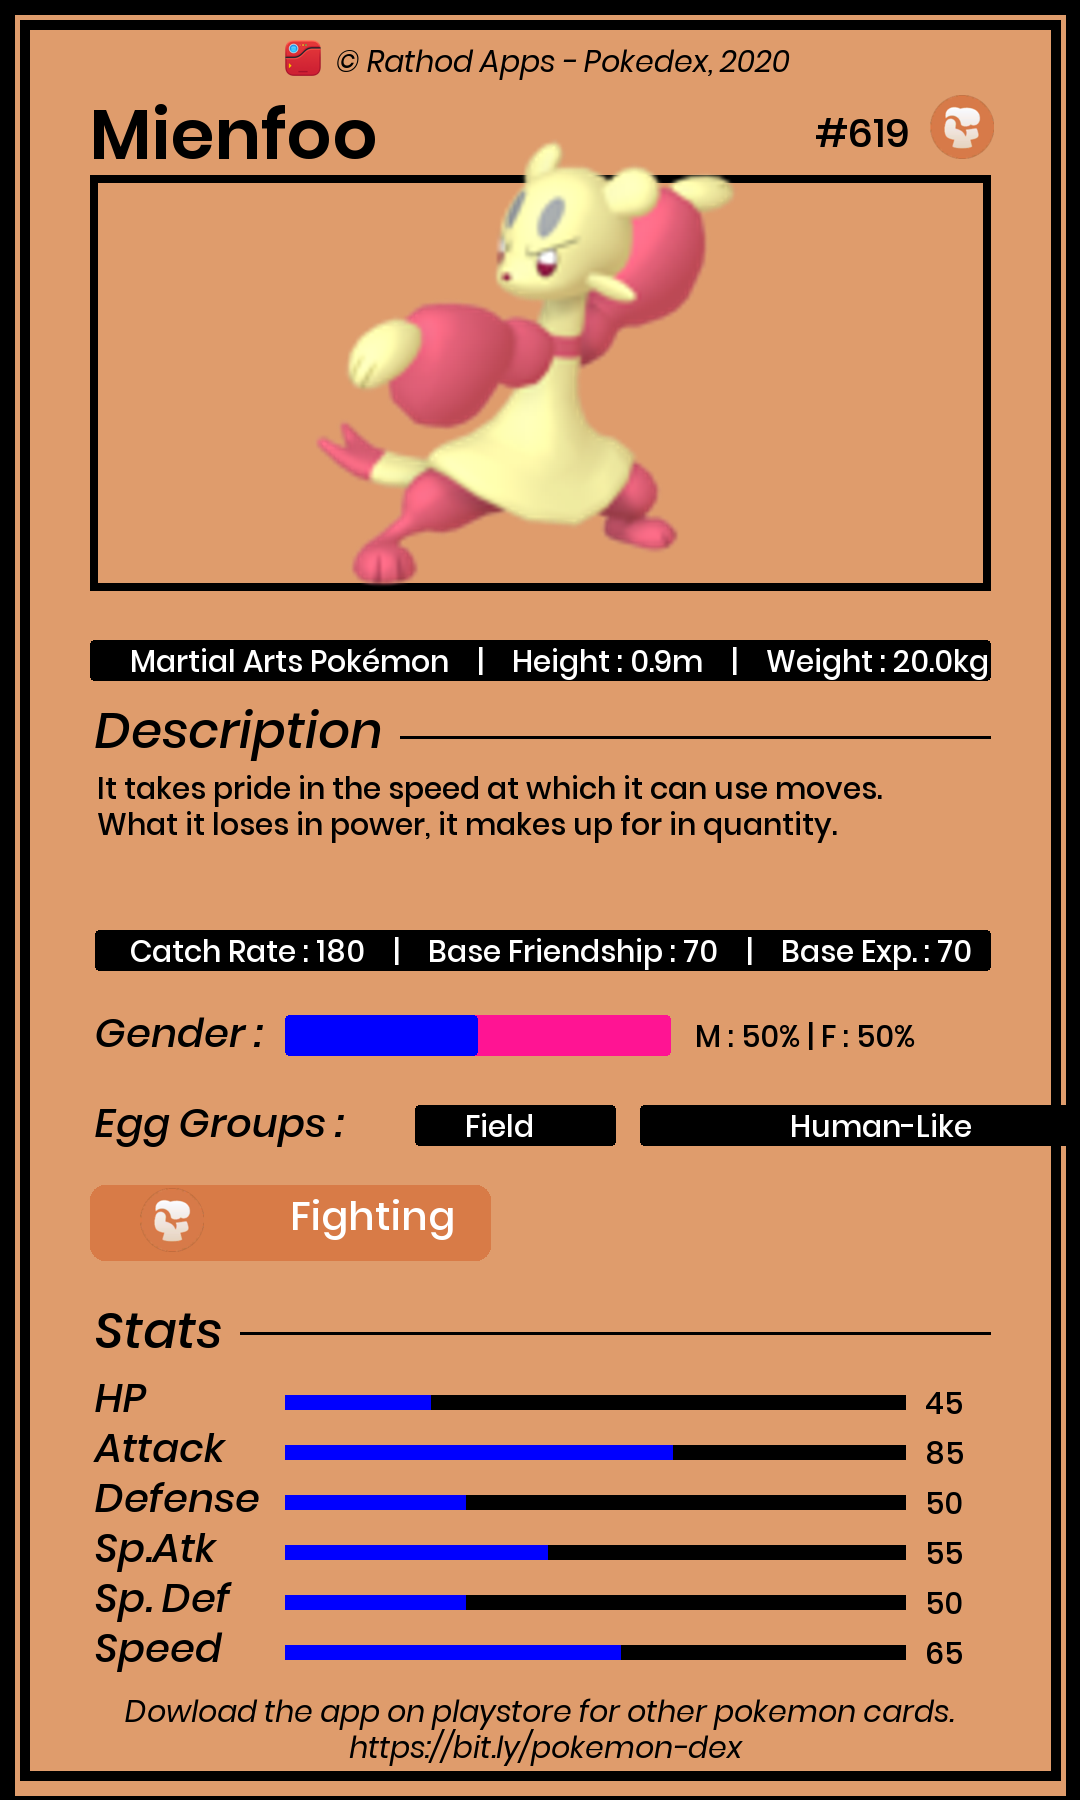 © Rathod Apps - Pokedex, 2020
Mienfoo #619
Martial Arts Pokémon | Height : 0.9m | Weight : 20.0kg
Description
It takes pride in the speed at which it can use moves.
What it loses in power, it makes up for in quantity.
Catch Rate : 180 | Base Friendship : 70 | Base Exp. : 70
Gender : M : 50% | F : 50%
Egg Groups : Field Human-Like
Fighting
Stats
HP 45
Attack 85
Defense 50
Sp.Atk 55
Sp. Def 50
Speed 65
Dowload the app on playstore for other pokemon cards.
https://bit.ly/pokemon-dex